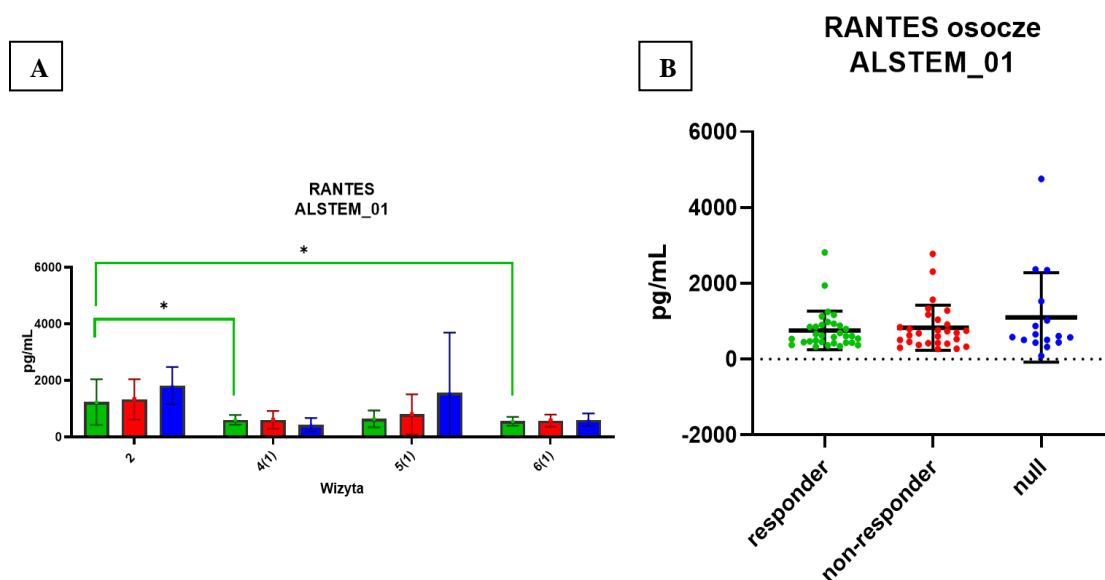 A
RANTES
ALSTEM_01
*
*
6000
4000
2000
0
pg/mL
2
4(1)
5(1)
6(1)
Wizyta
B
RANTES osocze
ALSTEM_01
6000
4000
2000
0
-2000
pg/mL
responder
non-responder
null